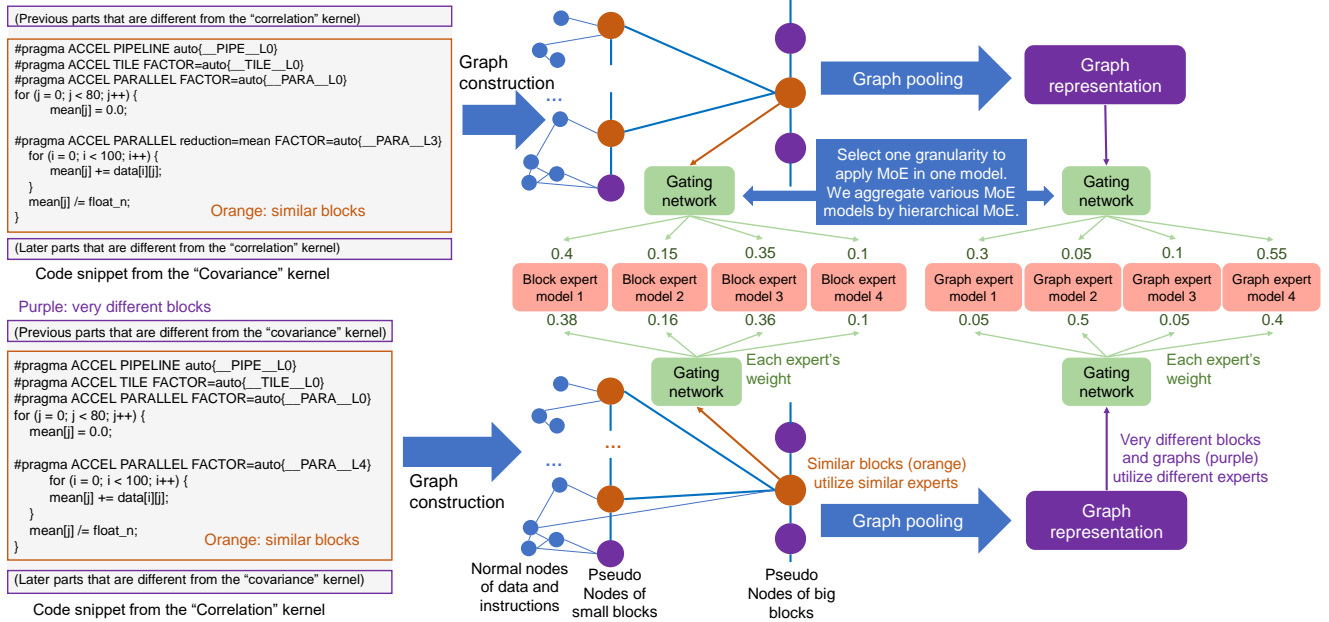 (Previous parts that are different from the “correlation” kernel)
#pragma ACCEL PIPELINE auto{__PIPE__L0}
#pragma ACCEL TILE FACTOR=auto{__TILE__L0}
#pragma ACCEL PARALLEL FACTOR=auto{__PARA__L0}
for (j = 0; j < 80; j++) {
mean[j] = 0.0;
#pragma ACCEL PARALLEL reduction=mean FACTOR=auto{__PARA__L3}
for (i = 0; i < 100; i++) {
mean[j] += data[i][j];
}
mean[j] /= float_n;
}
Orange: similar blocks
(Later parts that are different from the “correlation” kernel)
Code snippet from the “Covariance” kernel
Purple: very different blocks
(Previous parts that are different from the “covariance” kernel)
#pragma ACCEL PIPELINE auto{__PIPE__L0}
#pragma ACCEL TILE FACTOR=auto{__TILE__L0}
#pragma ACCEL PARALLEL FACTOR=auto{__PARA__L0}
for (j = 0; j < 80; j++) {
mean[j] = 0.0;
#pragma ACCEL PARALLEL FACTOR=auto{__PARA__L4}
for (i = 0; i < 100; i++) {
mean[j] += data[i][j];
}
mean[j] /= float_n;
}
Orange: similar blocks
(Later parts that are different from the “covariance” kernel)
Code snippet from the “Correlation” kernel
Graph
construction
...
Graph pooling
Graph
representation
Select one granularity to
apply MoE in one model.
We aggregate various MoE
models by hierarchical MoE.
Gating
network
Gating
network
0.4 0.15 0.35 0.1
0.3 0.05 0.1 0.55
Block expert
model 1
Block expert
model 2
Block expert
model 3
Block expert
model 4
Graph expert
model 1
Graph expert
model 2
Graph expert
model 3
Graph expert
model 4
0.38 0.16 0.36 0.1
0.05 0.5 0.05 0.4
Gating
network
Each expert’s
weight
Gating
network
Each expert’s
weight
Graph
construction
...
...
Similar blocks (orange)
utilize similar experts
Very different blocks
and graphs (purple)
utilize different experts
Graph pooling
Graph
representation
Normal nodes
of data and
instructions
Pseudo
Nodes of
small blocks
Pseudo
Nodes of big
blocks